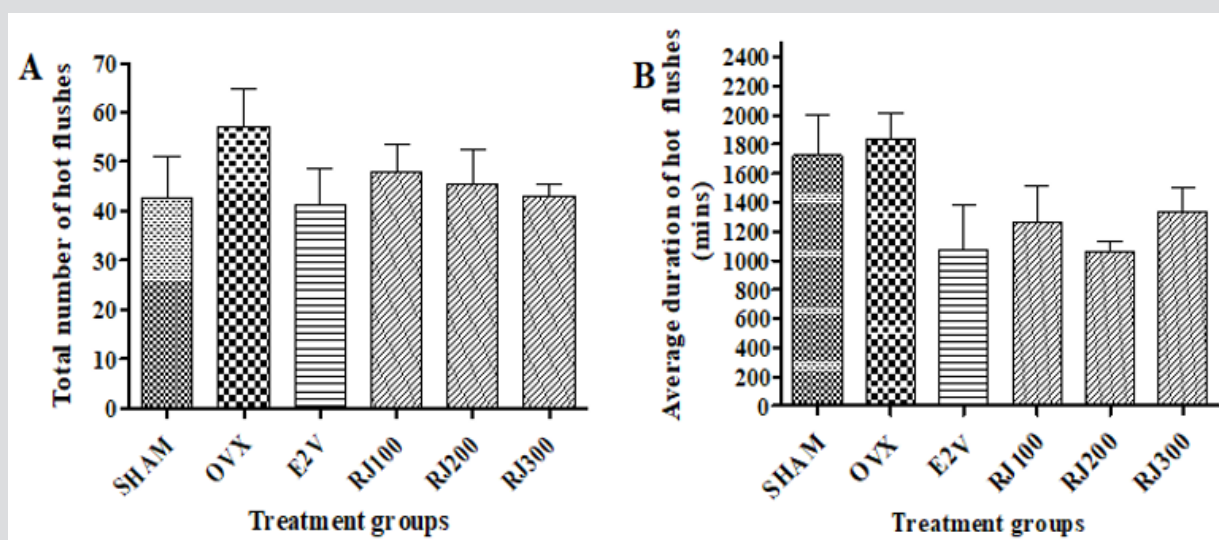 A
Total number of hot flushes
70
60
50
40
30
20
10
0
SHAM
OVX
E2V
RJ100
RJ200
RJ300
Treatment groups
B
Average duration of hot flushes
(mins)
2400
2200
2000
1800
1600
1400
1200
1000
800
600
400
200
0
SHAM
OVX
E2V
RJ100
RJ200
RJ300
Treatment groups